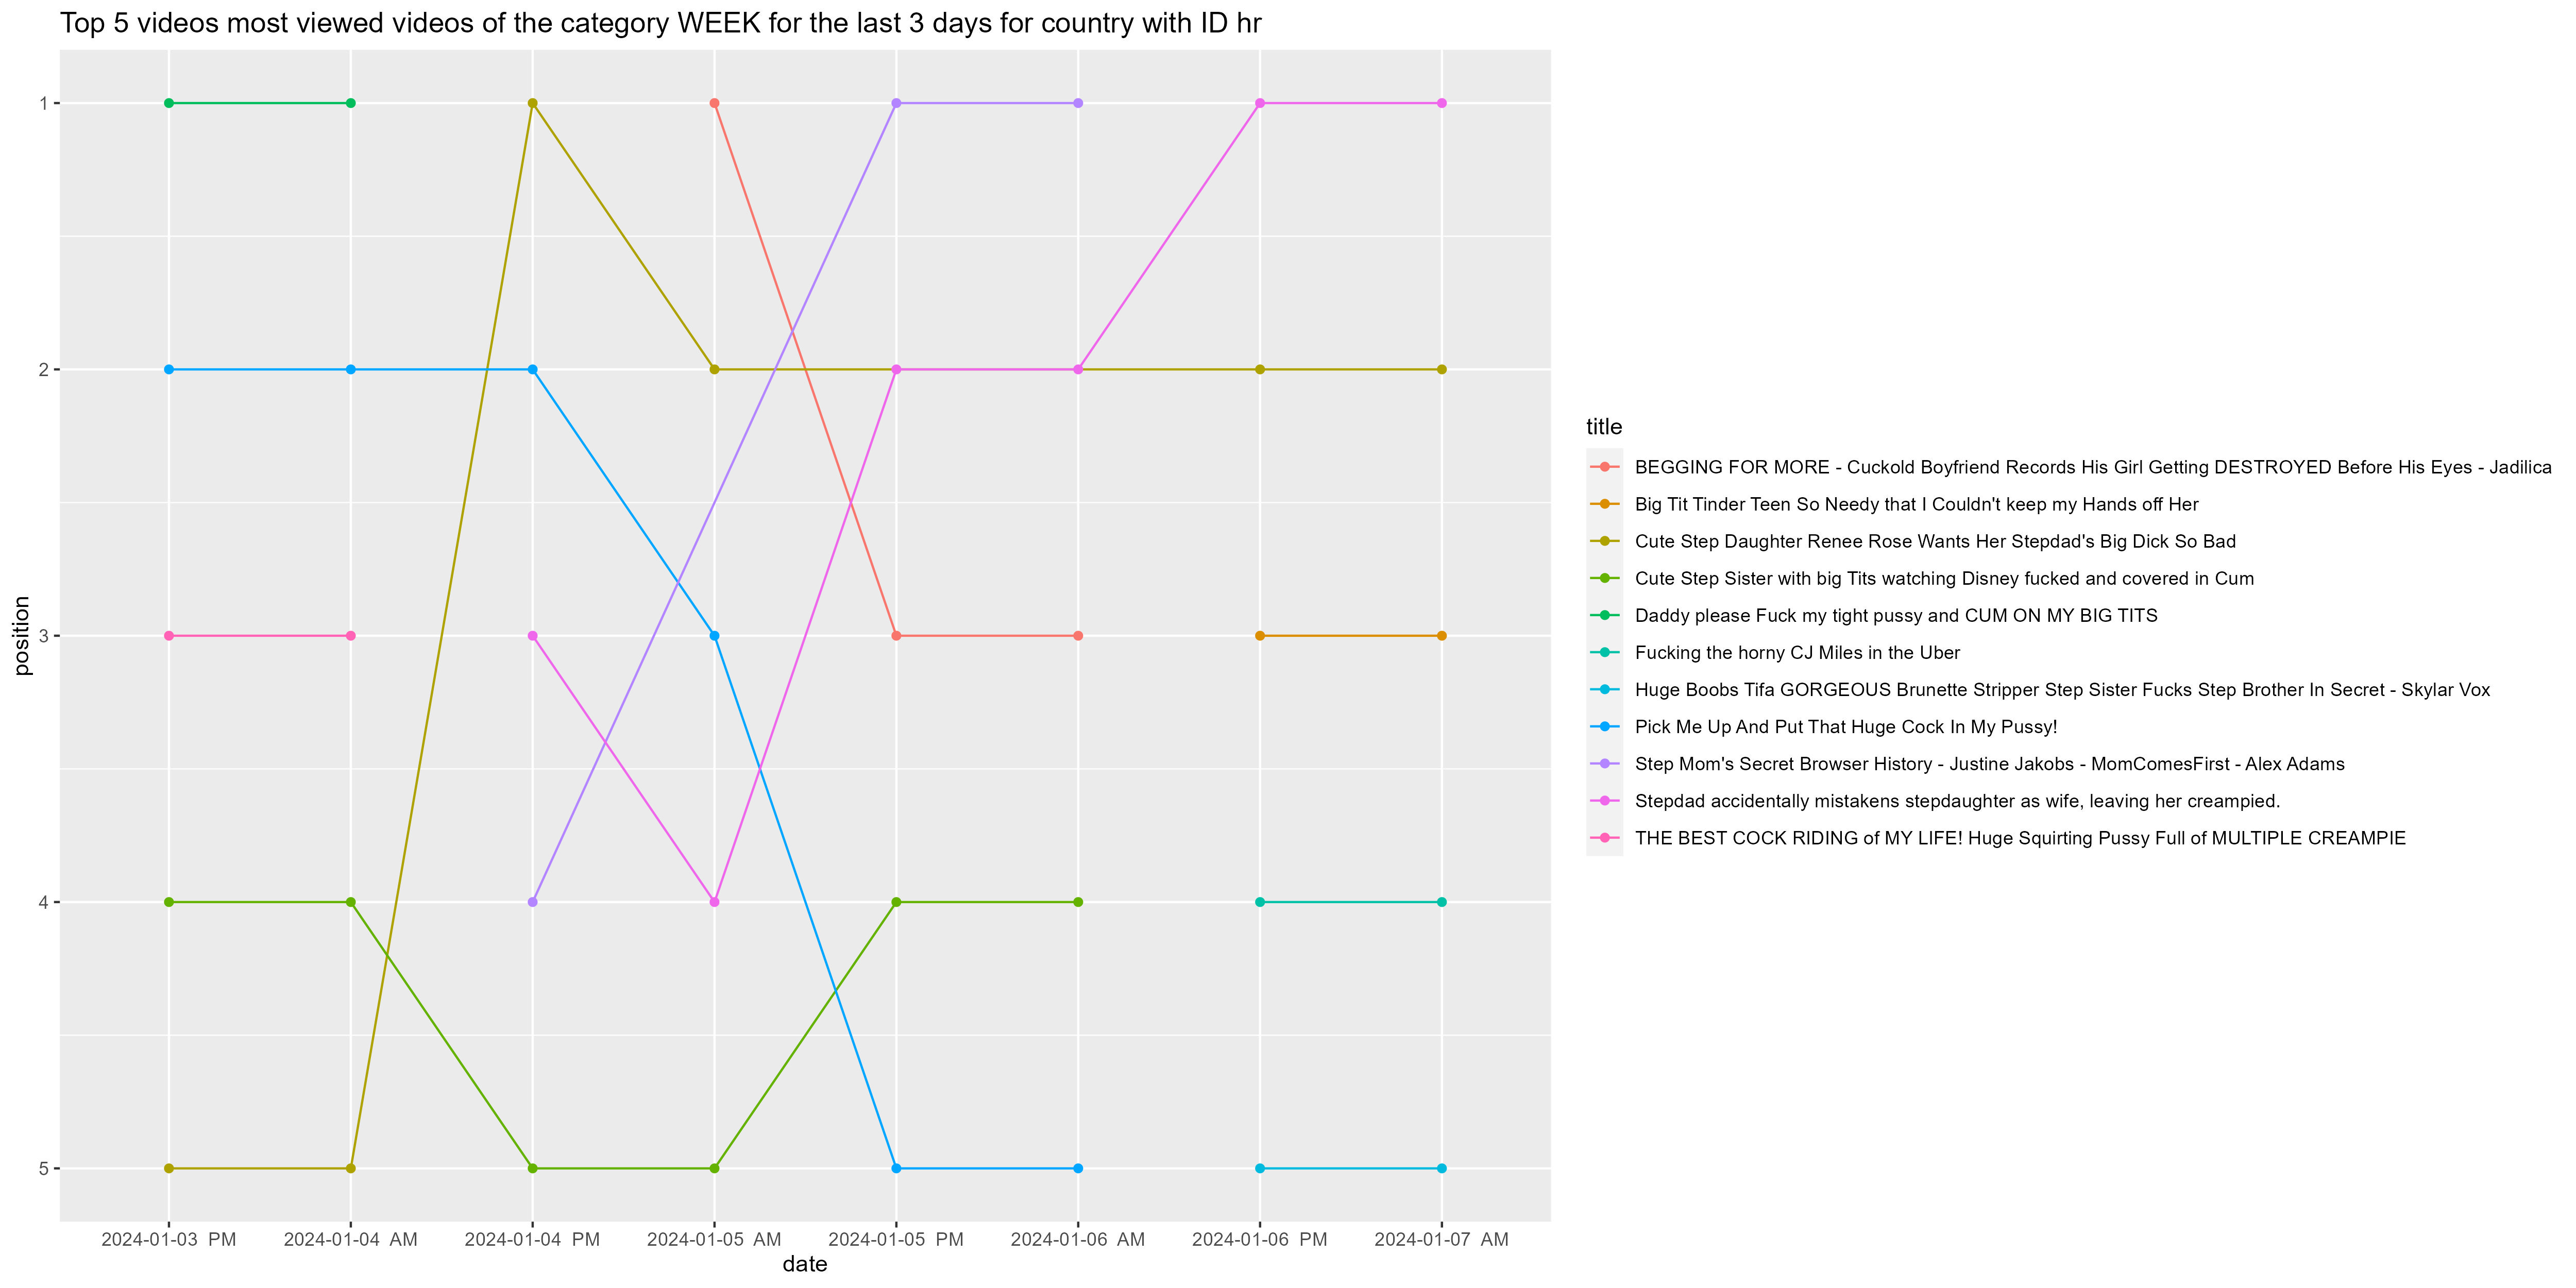 Top 5 videos most viewed videos of the category WEEK for the last 3 days for country with ID hr
position
1
2
3
4
5
2024-01-03 PM
2024-01-04 AM
2024-01-04 PM
2024-01-05 AM
2024-01-05 PM
2024-01-06 AM
2024-01-06 PM
2024-01-07 AM
date
title
BEGGING FOR MORE - Cuckold Boyfriend Records His Girl Getting DESTROYED Before His Eyes - Jadilica
Big Tit Tinder Teen So Needy that I Couldn't keep my Hands off Her
Cute Step Daughter Renee Rose Wants Her Stepdad's Big Dick So Bad
Cute Step Sister with big Tits watching Disney fucked and covered in Cum
Daddy please Fuck my tight pussy and CUM ON MY BIG TITS
Fucking the horny CJ Miles in the Uber
Huge Boobs Tifa GORGEOUS Brunette Stripper Step Sister Fucks Step Brother In Secret - Skylar Vox
Pick Me Up And Put That Huge Cock In My Pussy!
Step Mom's Secret Browser History - Justine Jakobs - MomComesFirst - Alex Adams
Stepdad accidentally mistakens stepdaughter as wife, leaving her creampied.
THE BEST COCK RIDING of MY LIFE! Huge Squirting Pussy Full of MULTIPLE CREAMPIE